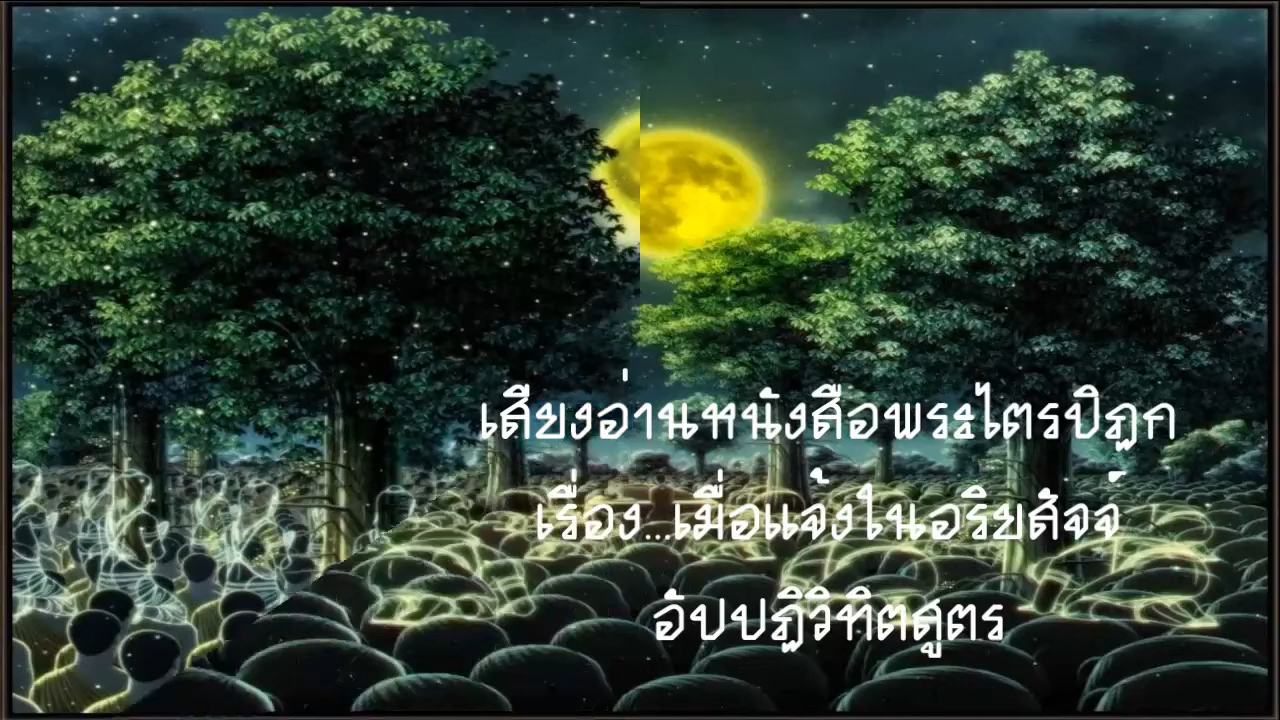 เสียงอ่านหนังสือพระไตรปิฎก
เรื่อง...เมื่อแจ้งในอริยสัจจ์
อัปปฏิวิทิตสูตร